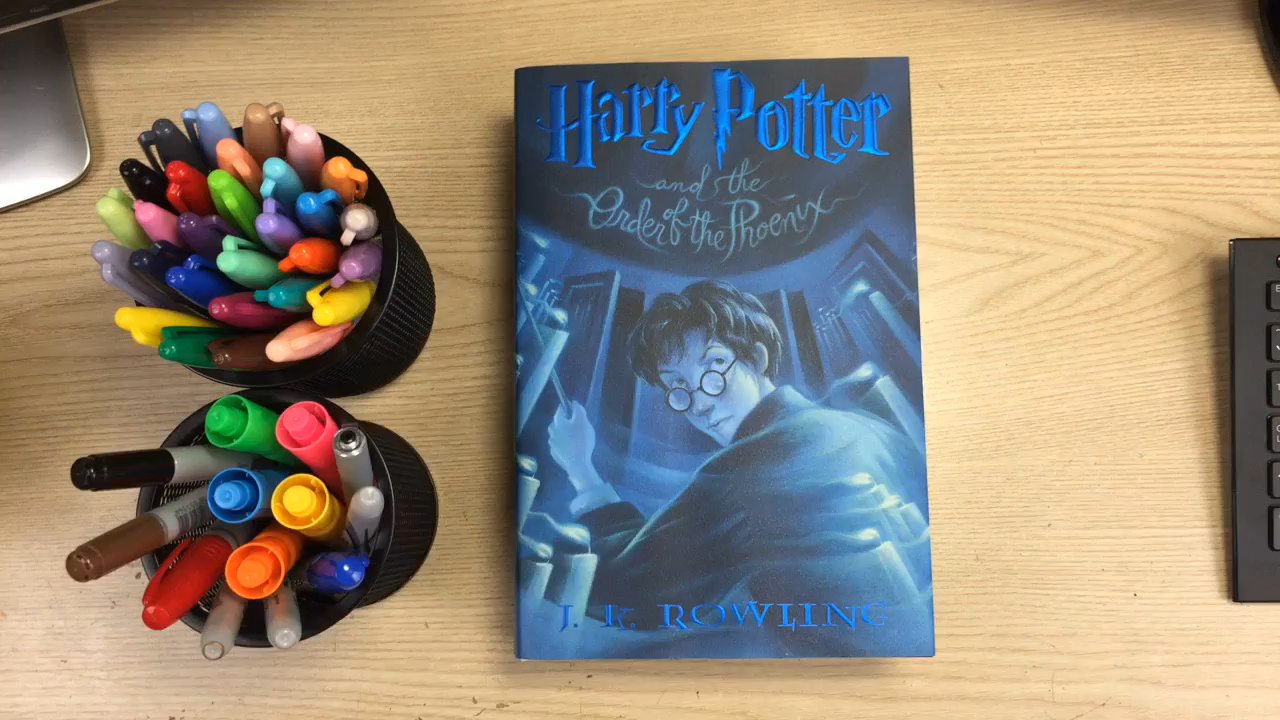 Harry Potter
and the
Order of the Phoenix
J. K. ROWLING